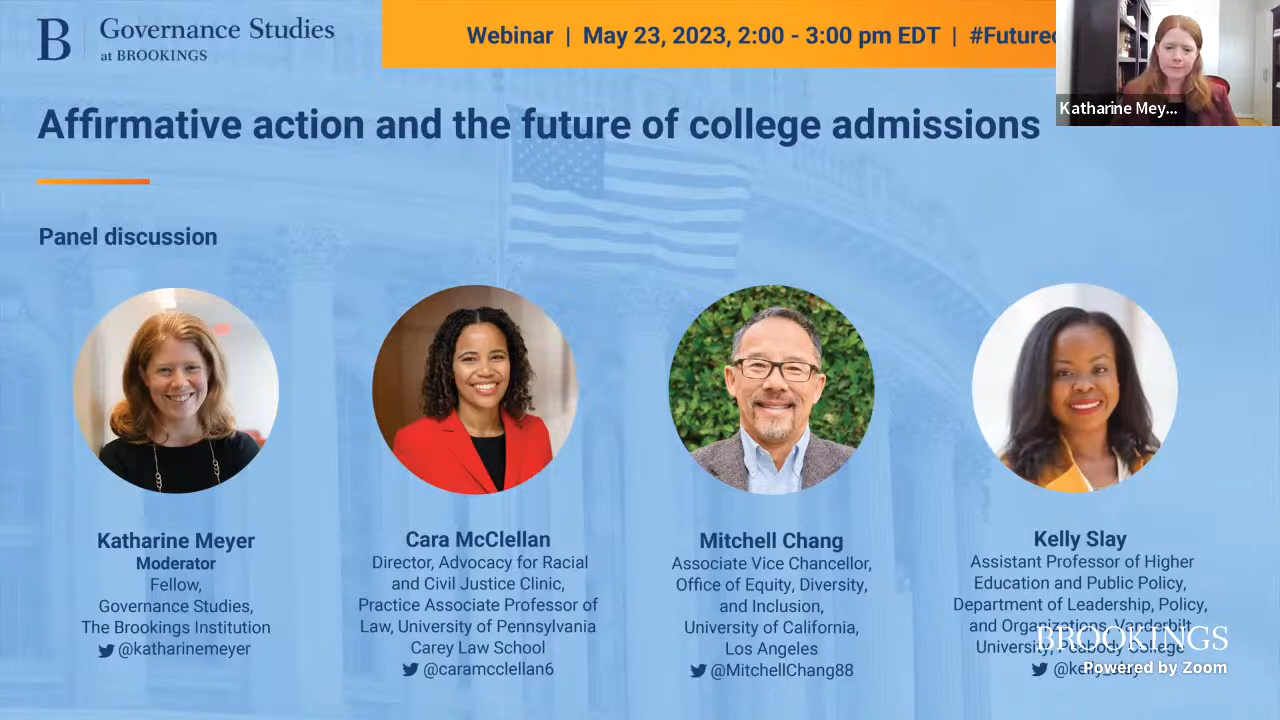 B
Governance Studies
at BROOKINGS
Webinar | May 23, 2023, 2:00 - 3:00 pm EDT |
Katharine Mey...
Affirmative action and the future of college admissions
Panel discussion
Katharine Meyer
Moderator
Fellow,
Governance Studies,
The Brookings Institution
@katharinemeyer
Cara McClellan
Director, Advocacy for Racial
and Civil Justice Clinic,
Practice Associate Professor of
Law, University of Pennsylvania
Carey Law School
@caramcclellan6
Mitchell Chang
Associate Vice Chancellor,
Office of Equity, Diversity,
and Inclusion,
University of California,
Los Angeles
@MitchellChang88
Kelly Slay
Assistant Professor of Higher
Education and Public Policy,
Department of Leadership, Policy,
and Organizations, Vanderbilt
University, Peabody College
BROOKINGS
Powered by Zoom